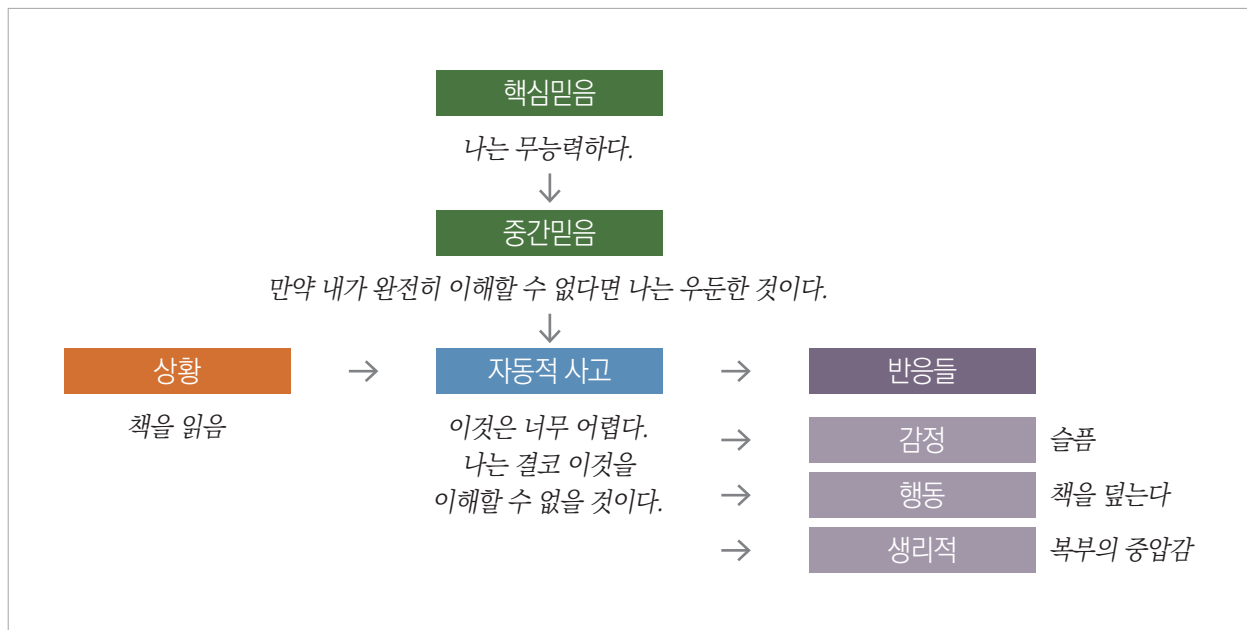 핵심믿음
나는 무능력하다.
↓
중간믿음
만약 내가 완전히 이해할 수 없다면 나는 우둔한 것이다.
↓
상황 → 자동적 사고 → 반응들
책을 읽음
이것은 너무 어렵다.
나는 결코 이것을
이해할 수 없을 것이다.
→ 감정 슬픔
→ 행동 책을 덮는다
→ 생리적 복부의 중압감